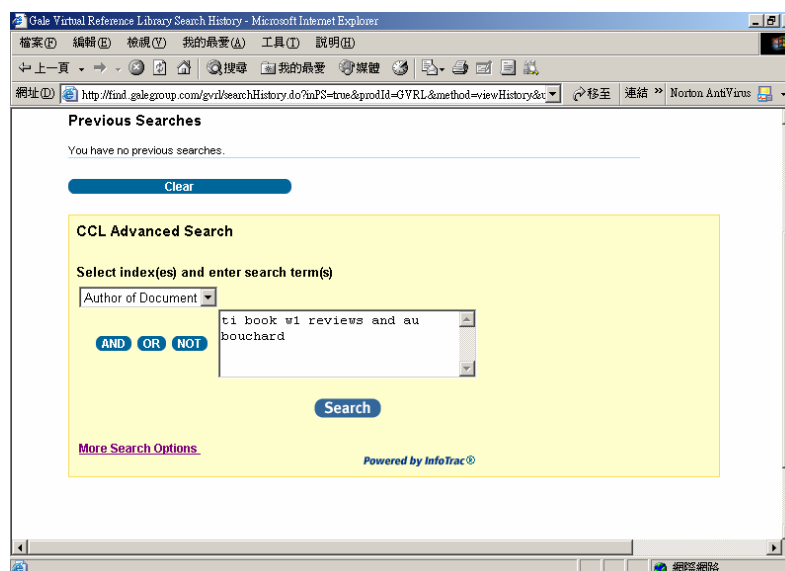 Gale Virtual Reference Library Search History - Microsoft Internet Explorer
檔案(F) 編輯(E) 檢視(V) 我的最愛(A) 工具(T) 說明(H)
上一頁 搜尋 我的最愛 媒體
網址(D) http://find.galegroup.com/gvrl/searchHistory.do?inPS=true&prodId=GVRL&method=viewHistory& 移至 連結 » Norton AntiVirus
Previous Searches
You have no previous searches.
Clear
CCL Advanced Search
Select index(es) and enter search term(s)
Author of Document
ti book w1 reviews and au
bouchard
AND OR NOT
Search
More Search Options
Powered by InfoTrac®
網際網路